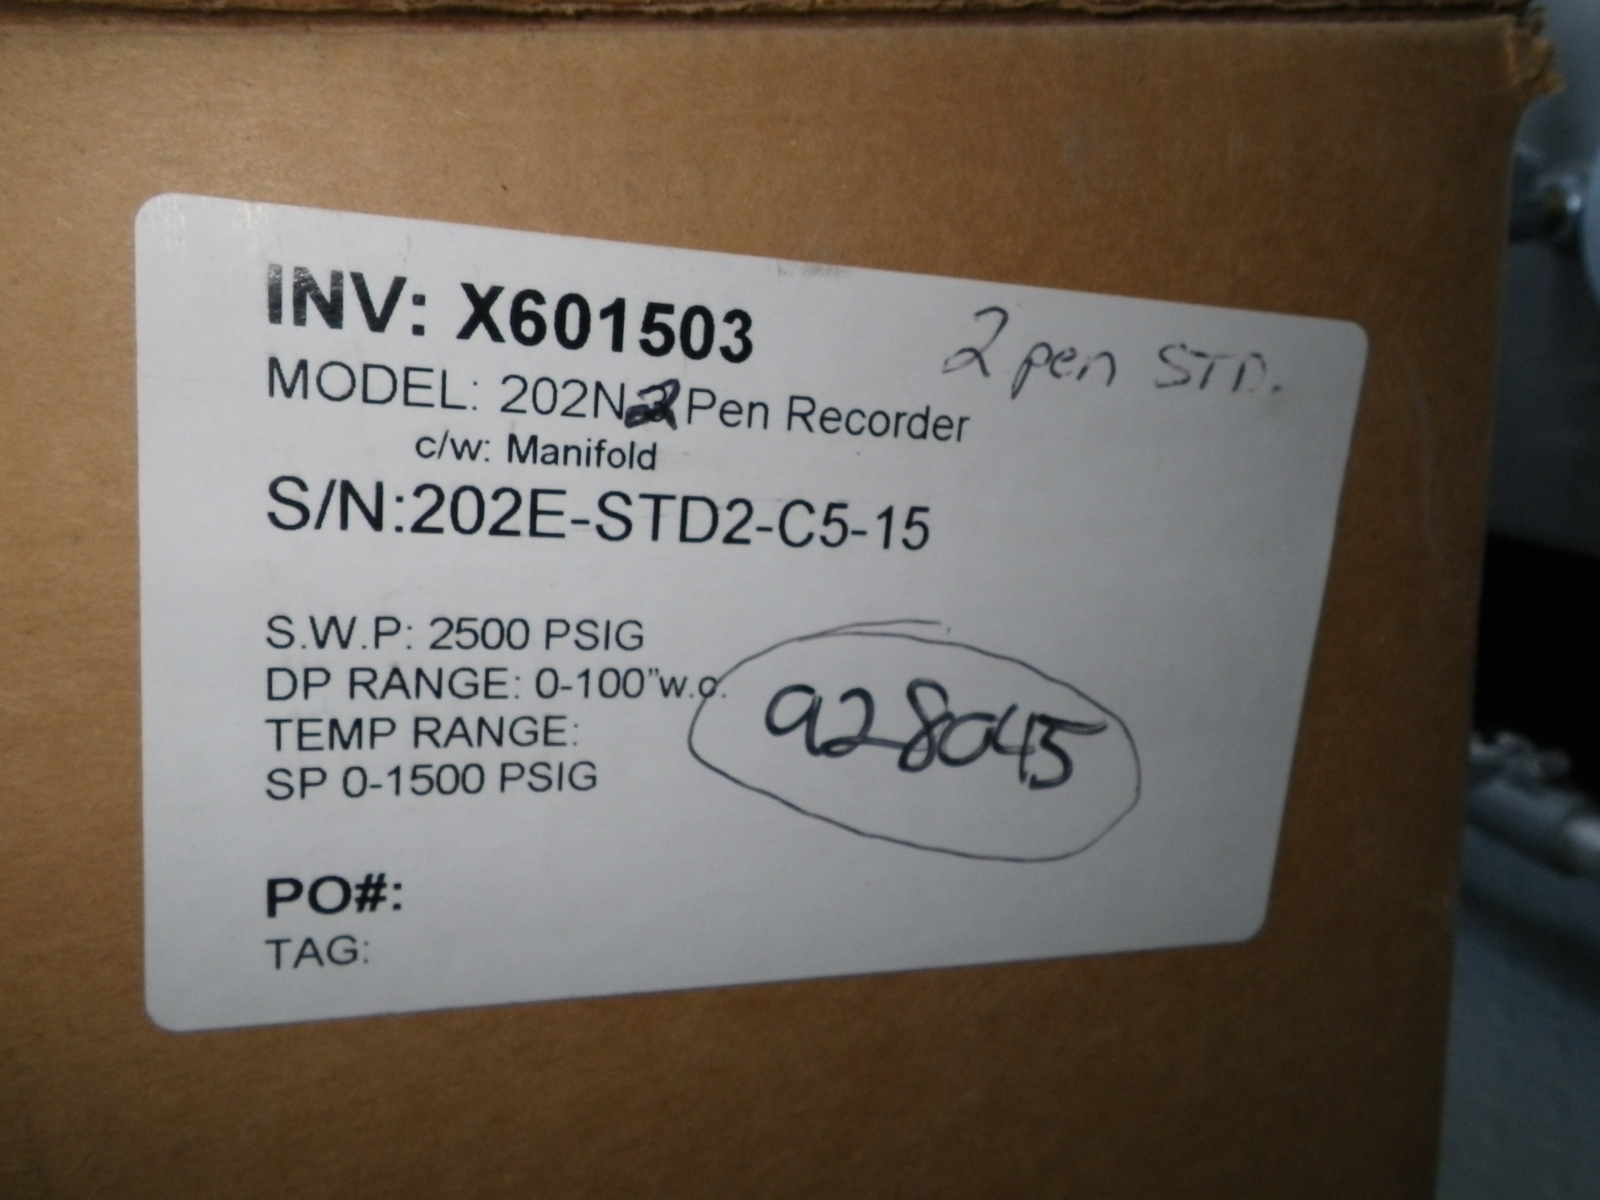 INV: X601503
2 pen STD.
MODEL: 202N 2 Pen Recorder
c/w: Manifold
S/N:202E-STD2-C5-15
S.W.P: 2500 PSIG
DP RANGE: 0-100"w.c.
928045
TEMP RANGE:
SP 0-1500 PSIG
PO#:
TAG: